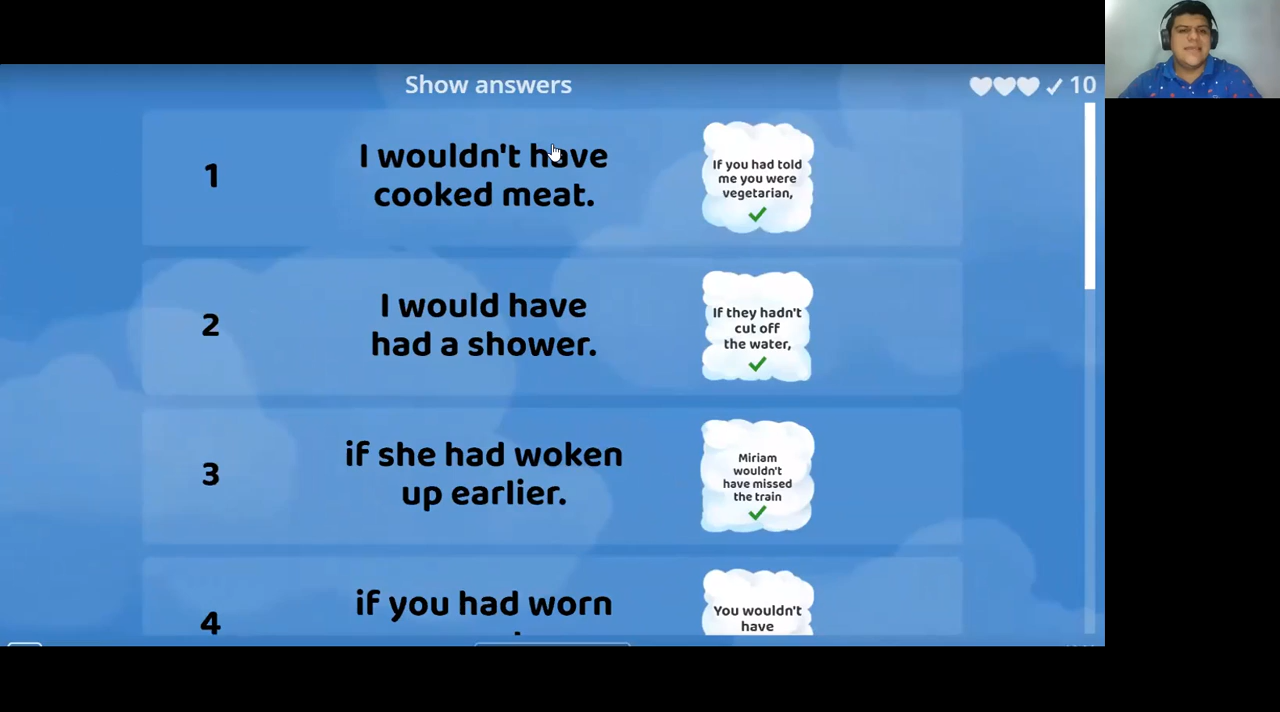 Show answers
10
1
I wouldn't have
cooked meat.
If you had told
me you were
vegetarian,
2
I would have
had a shower.
If they hadn't
cut off
the water,
3
if she had woken
up earlier.
Miriam
wouldn't
have missed
the train
4
if you had worn
You wouldn't
have